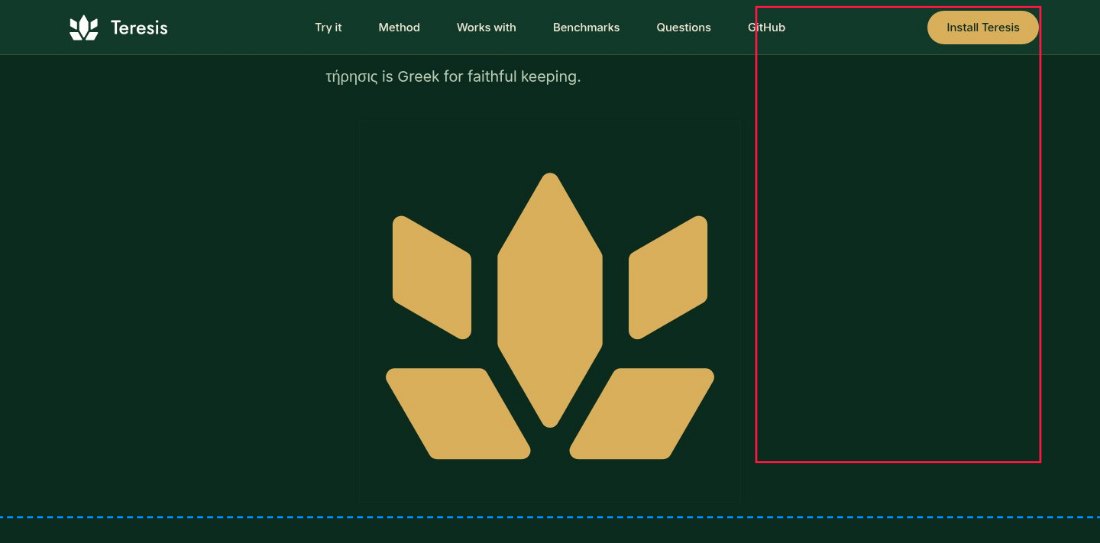 Teresis
Try it
Method
Works with
Benchmarks
Questions
GitHub
Install Teresis
τήρησις is Greek for faithful keeping.